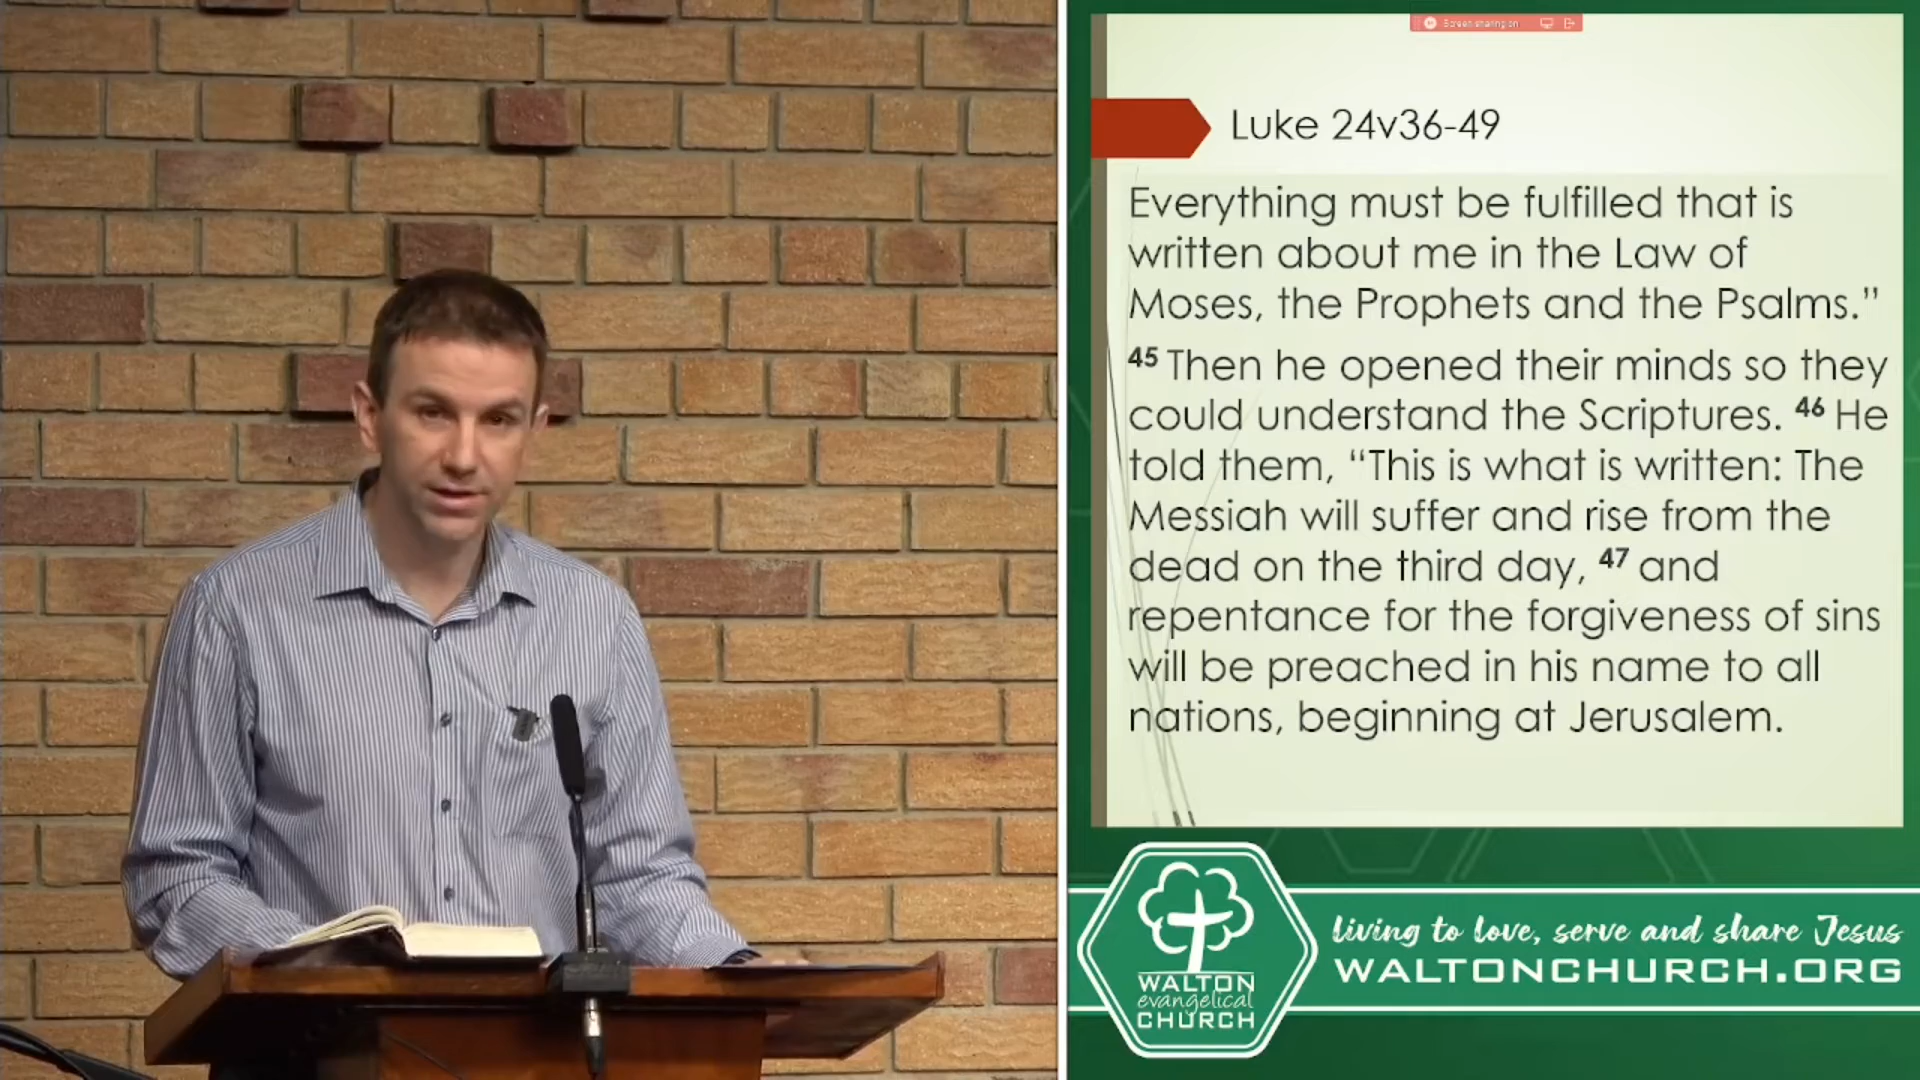 Screen sharing on
Luke 24v36-49
Everything must be fulfilled that is
written about me in the Law of
Moses, the Prophets and the Psalms.”
45 Then he opened their minds so they
could understand the Scriptures. 46 He
told them, “This is what is written: The
Messiah will suffer and rise from the
dead on the third day, 47 and
repentance for the forgiveness of sins
will be preached in his name to all
nations, beginning at Jerusalem.
WALTON
evangelical
CHURCH
living to love, serve and share Jesus
WALTONCHURCH.ORG